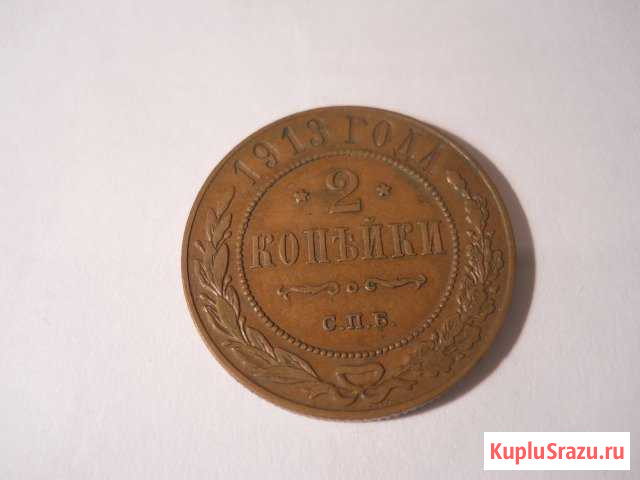 1913 ГОДА
* 2 *
КОПѢЙКИ
С.П.Б.
KupluSrazu.ru